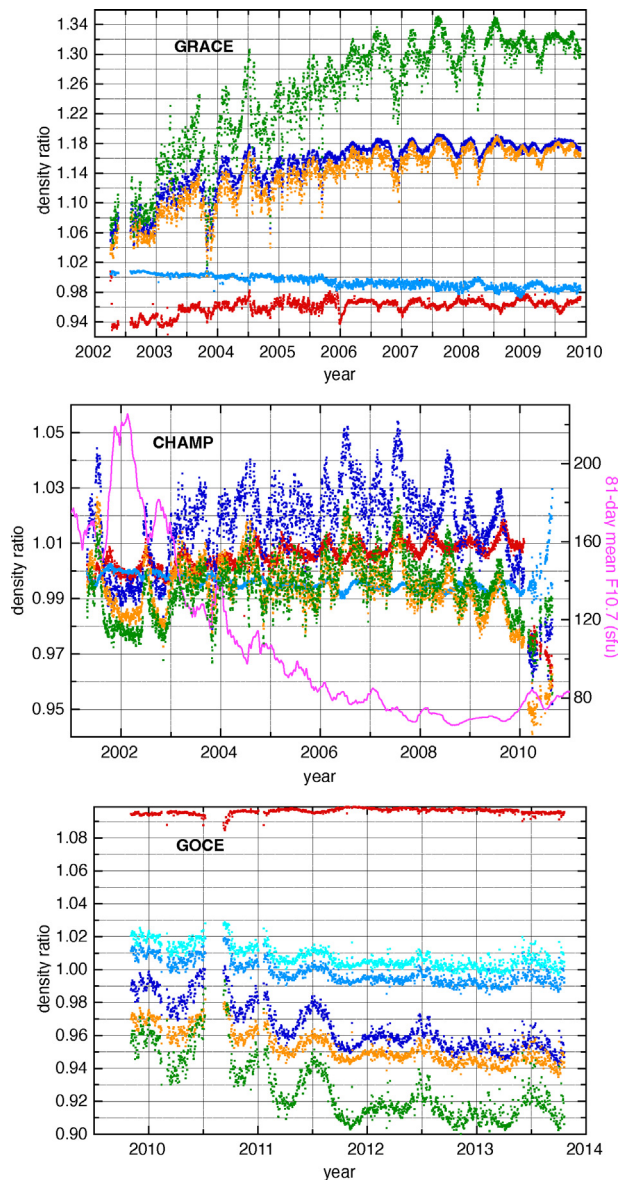 GRACE
density ratio
1.34
1.30
1.26
1.22
1.18
1.14
1.10
1.06
1.02
0.98
0.94
2002 2003 2004 2005 2006 2007 2008 2009 2010
year
CHAMP
density ratio
1.05
1.03
1.01
0.99
0.97
0.95
200
160
120
80
81-day mean F10.7 (sfu)
2002 2004 2006 2008 2010
year
GOCE
density ratio
1.08
1.06
1.04
1.02
1.00
0.98
0.96
0.94
0.92
0.90
2010 2011 2012 2013 2014
year